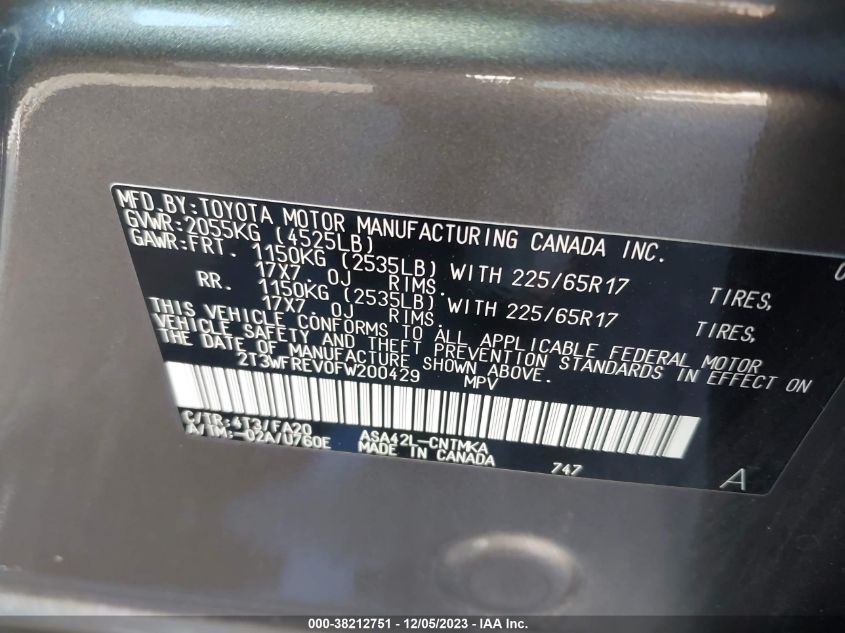 MFD.BY:TOYOTA MOTOR MANUFACTURING CANADA INC.
GVWR:2055KG (4525LB)
GAWR:FRT. 1150KG (2535LB) WITH 225/65R17 TIRES,
17X7.0J RIMS.
RR. 1150KG (2535LB) WITH 225/65R17 TIRES,
17X7.0J RIMS.
THIS VEHICLE CONFORMS TO ALL APPLICABLE FEDERAL MOTOR
VEHICLE SAFETY AND THEFT PREVENTION STANDARDS IN EFFECT ON
THE DATE OF MANUFACTURE SHOWN ABOVE.
2T3WFREV0FW200429 MPV
C/TR:4T3/FA20 ASA42L-CNTMKA
A/TM:-02A/U760E MADE IN CANADA 747
A
000-38212751 - 12/05/2023 - IAA Inc.